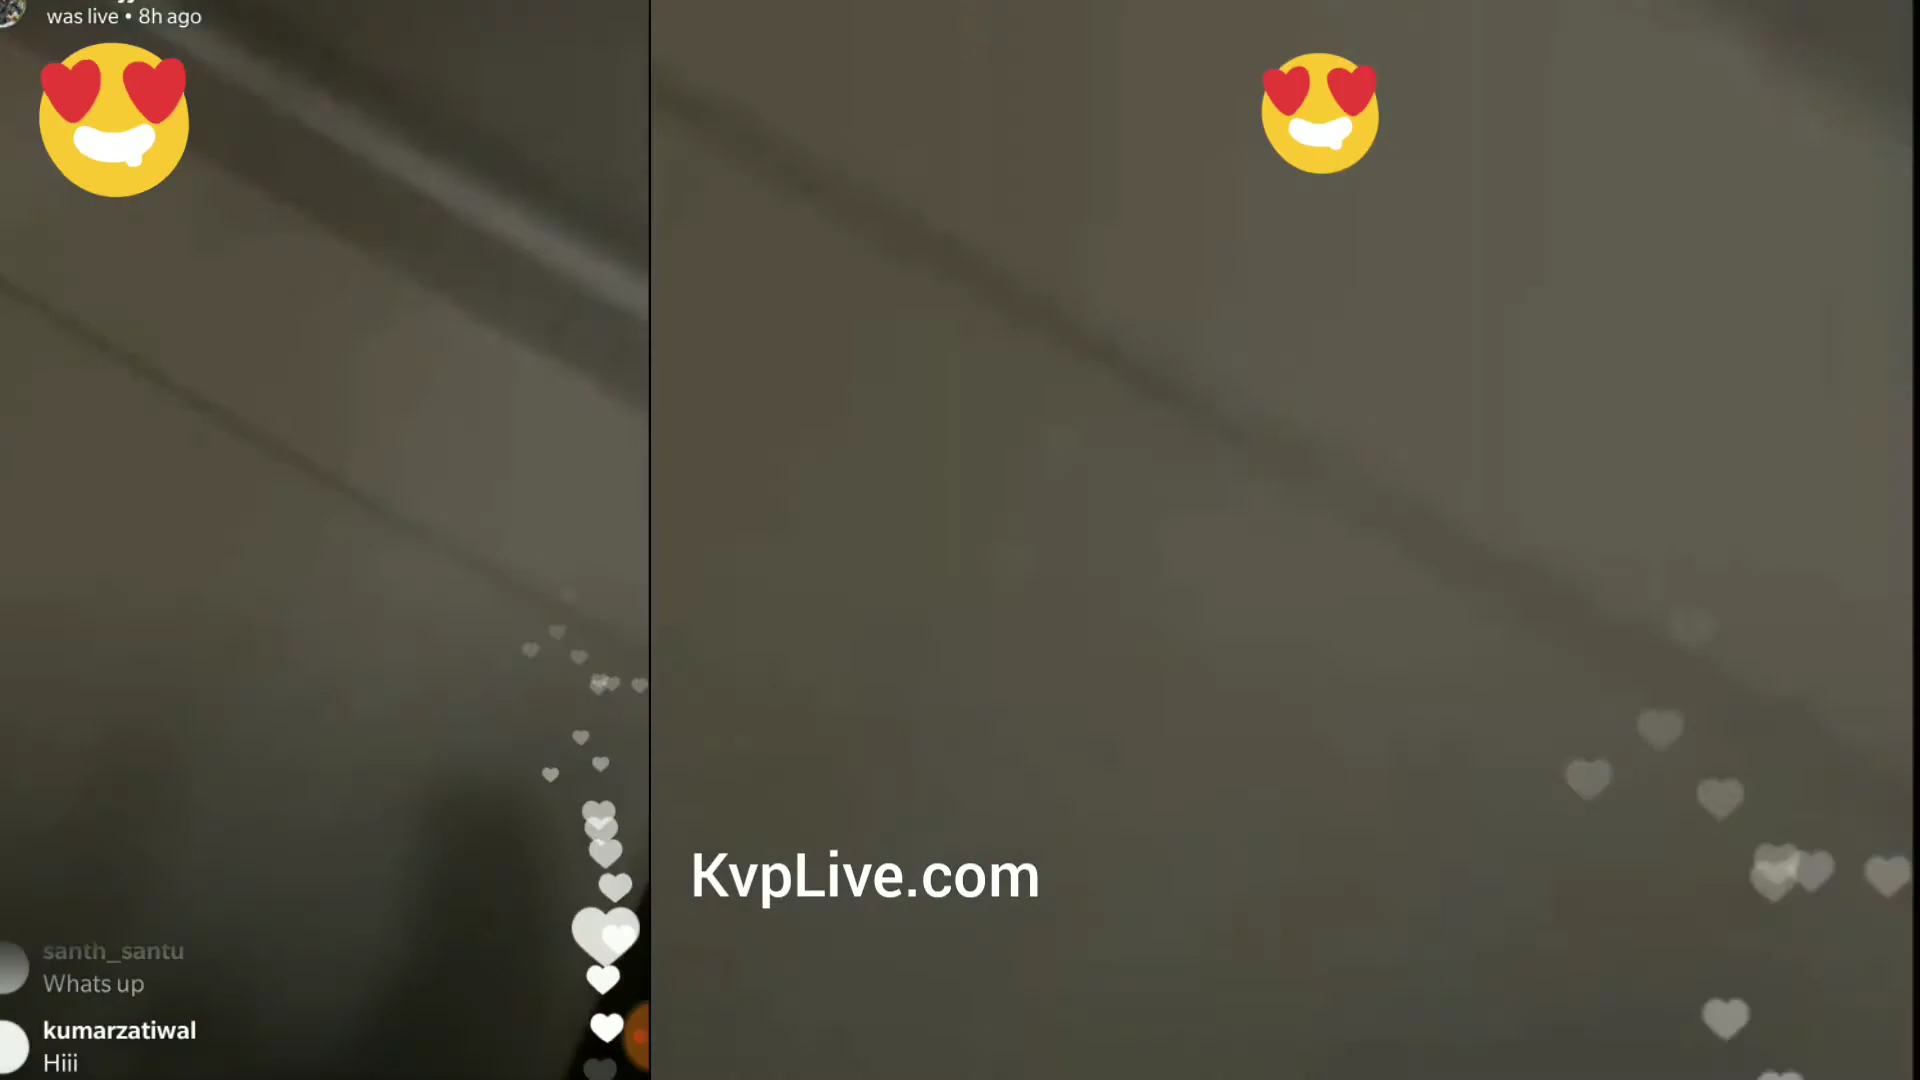 was live • 8h ago
KvpLive.com
santh_santu
Whats up
kumarzatiwal
Hiii